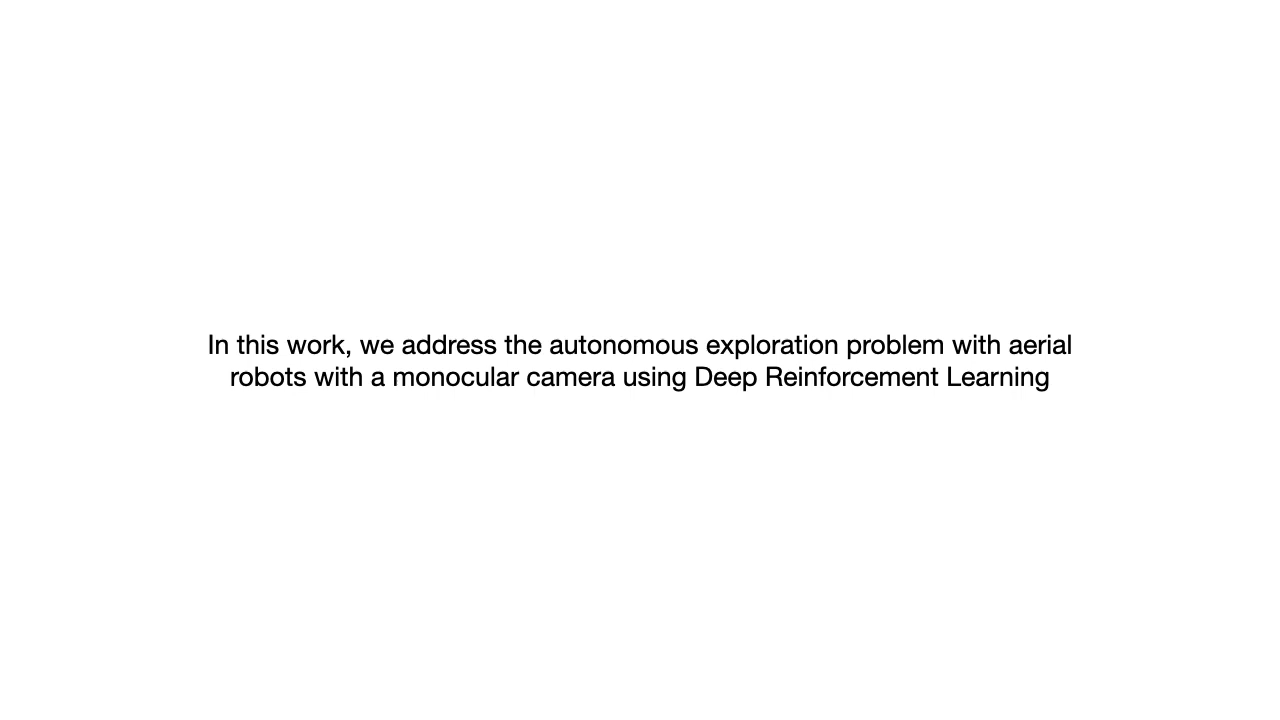 In this work, we address the autonomous exploration problem with aerial
robots with a monocular camera using Deep Reinforcement Learning